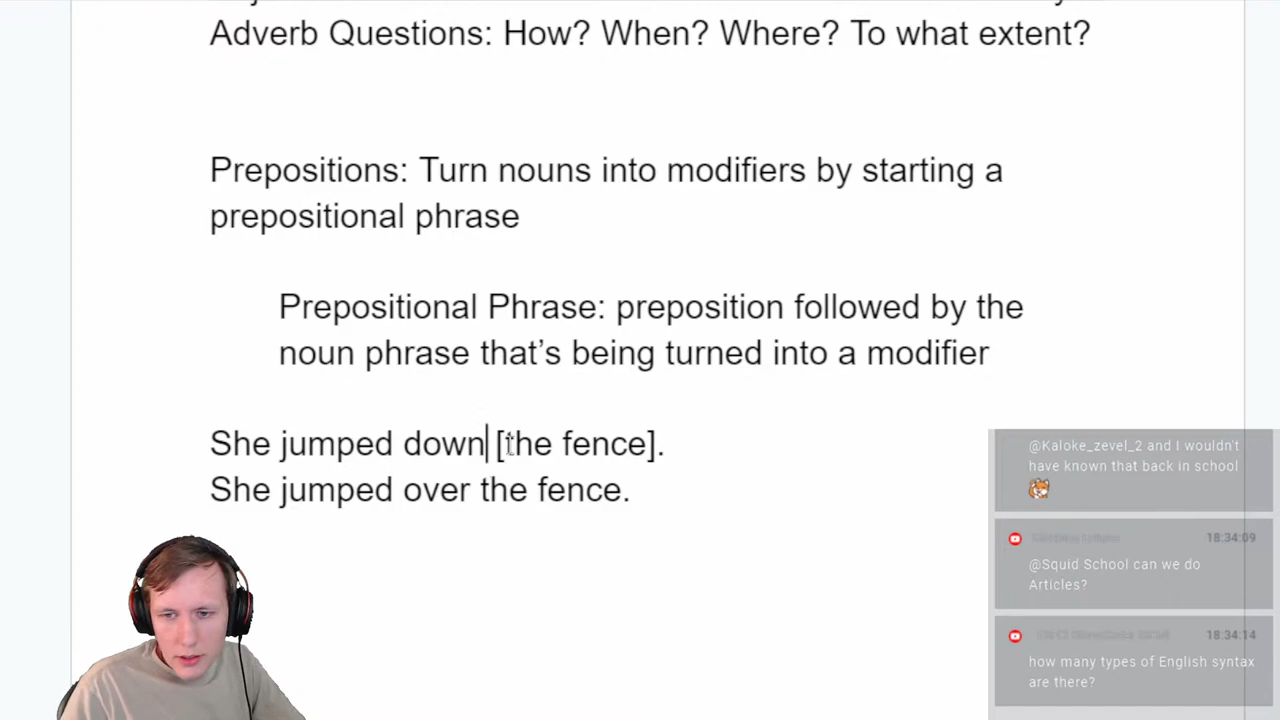 Adverb Questions: How? When? Where? To what extent?
Prepositions: Turn nouns into modifiers by starting a
prepositional phrase
Prepositional Phrase: preposition followed by the
noun phrase that’s being turned into a modifier
She jumped down [the fence].
She jumped over the fence.
@Kaloke_zevel_2 and I wouldn't
have known that back in school
18:34:09
@Squid School can we do
Articles?
18:34:14
how many types of English syntax
are there?